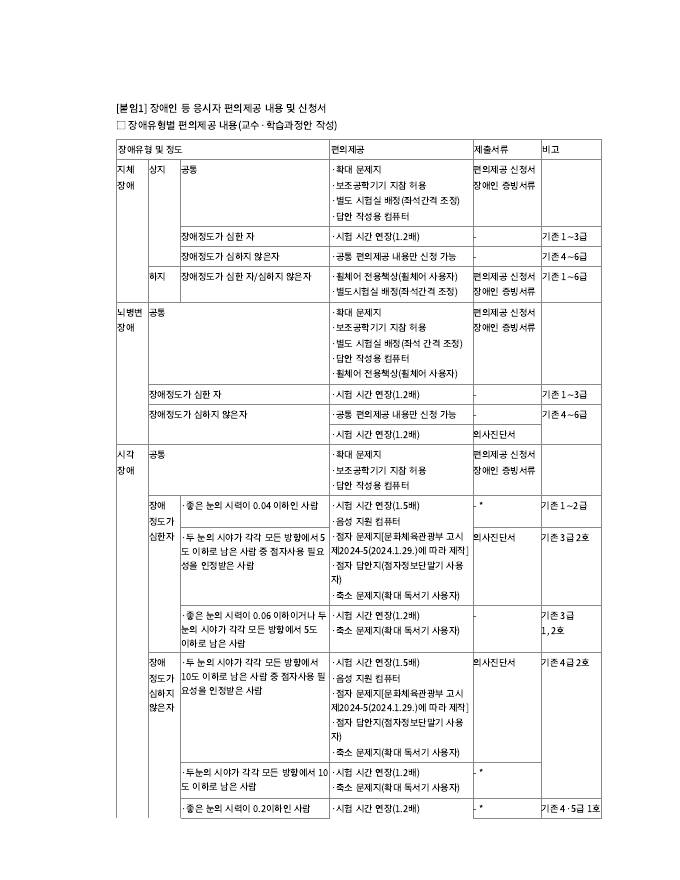 [붙임1] 장애인 등 응시자 편의제공 내용 및 신청서
□ 장애유형별 편의제공 내용(교수·학습과정안 작성)
장애유형 및 정도 편의제공 제출서류 비고
지체 장애 상지 공통
·확대 문제지
·보조공학기기 지참 허용
·별도 시험실 배정(좌석간격 조정)
·답안 작성용 컴퓨터
편의제공 신청서
장애인 증빙서류
장애정도가 심한 자 ·시험 시간 연장(1.2배) - 기존 1~3급
장애정도가 심하지 않은자 ·공통 편의제공 내용만 신청 가능 - 기존 4~6급
하지 장애정도가 심한 자/심하지 않은자
·휠체어 전용책상(휠체어 사용자)
·별도시험실 배정(좌석간격 조정)
편의제공 신청서
장애인 증빙서류
기존 1~6급
뇌병변
장애
공통
·확대 문제지
·보조공학기기 지참 허용
·별도 시험실 배정(좌석 간격 조정)
·답안 작성용 컴퓨터
·휠체어 전용책상(휠체어 사용자)
편의제공 신청서
장애인 증빙서류
장애정도가 심한 자 ·시험 시간 연장(1.2배) - 기존 1~3급
장애정도가 심하지 않은자 ·공통 편의제공 내용만 신청 가능 - 기존 4~6급
·시험 시간 연장(1.2배) 의사진단서
시각
장애
공통
·확대 문제지
·보조공학기기 지참 허용
·답안 작성용 컴퓨터
편의제공 신청서
장애인 증빙서류
장애
정도가
심한자
·좋은 눈의 시력이 0.04 이하인 사람
·시험 시간 연장(1.5배)
·음성 지원 컴퓨터
·점자 문제지[문화체육관광부 고시
제2024-5(2024.1.29.)에 따라 제작]
·점자 답안지(점자정보단말기 사용
자)
·축소 문제지(확대 독서기 사용자)
- *
기존 1~2급
·두 눈의 시야가 각각 모든 방향에서 5
도 이하로 남은 사람 중 점자사용 필요
성을 인정받은 사람
의사진단서
기존 3급 2호
·좋은 눈의 시력이 0.06 이하이거나 두
눈의 시야가 각각 모든 방향에서 5도
이하로 남은 사람
·시험 시간 연장(1.2배)
·축소 문제지(확대 독서기 사용자)
-
기존 3급
1, 2호
장애
정도가
심하지
않은자
·두 눈의 시야가 각각 모든 방향에서
10도 이하로 남은 사람 중 점자사용 필
요성을 인정받은 사람
·시험 시간 연장(1.5배)
·음성 지원 컴퓨터
·점자 문제지[문화체육관광부 고시
제2024-5(2024.1.29.)에 따라 제작]
·점자 답안지(점자정보단말기 사용
자)
·축소 문제지(확대 독서기 사용자)
의사진단서
기존 4급 2호
·두눈의 시야가 각각 모든 방향에서 10
도 이하로 남은 사람
·시험 시간 연장(1.2배)
·축소 문제지(확대 독서기 사용자)
- *
·좋은 눈의 시력이 0.2이하인 사람 ·시험 시간 연장(1.2배) - * 기존 4·5급 1호